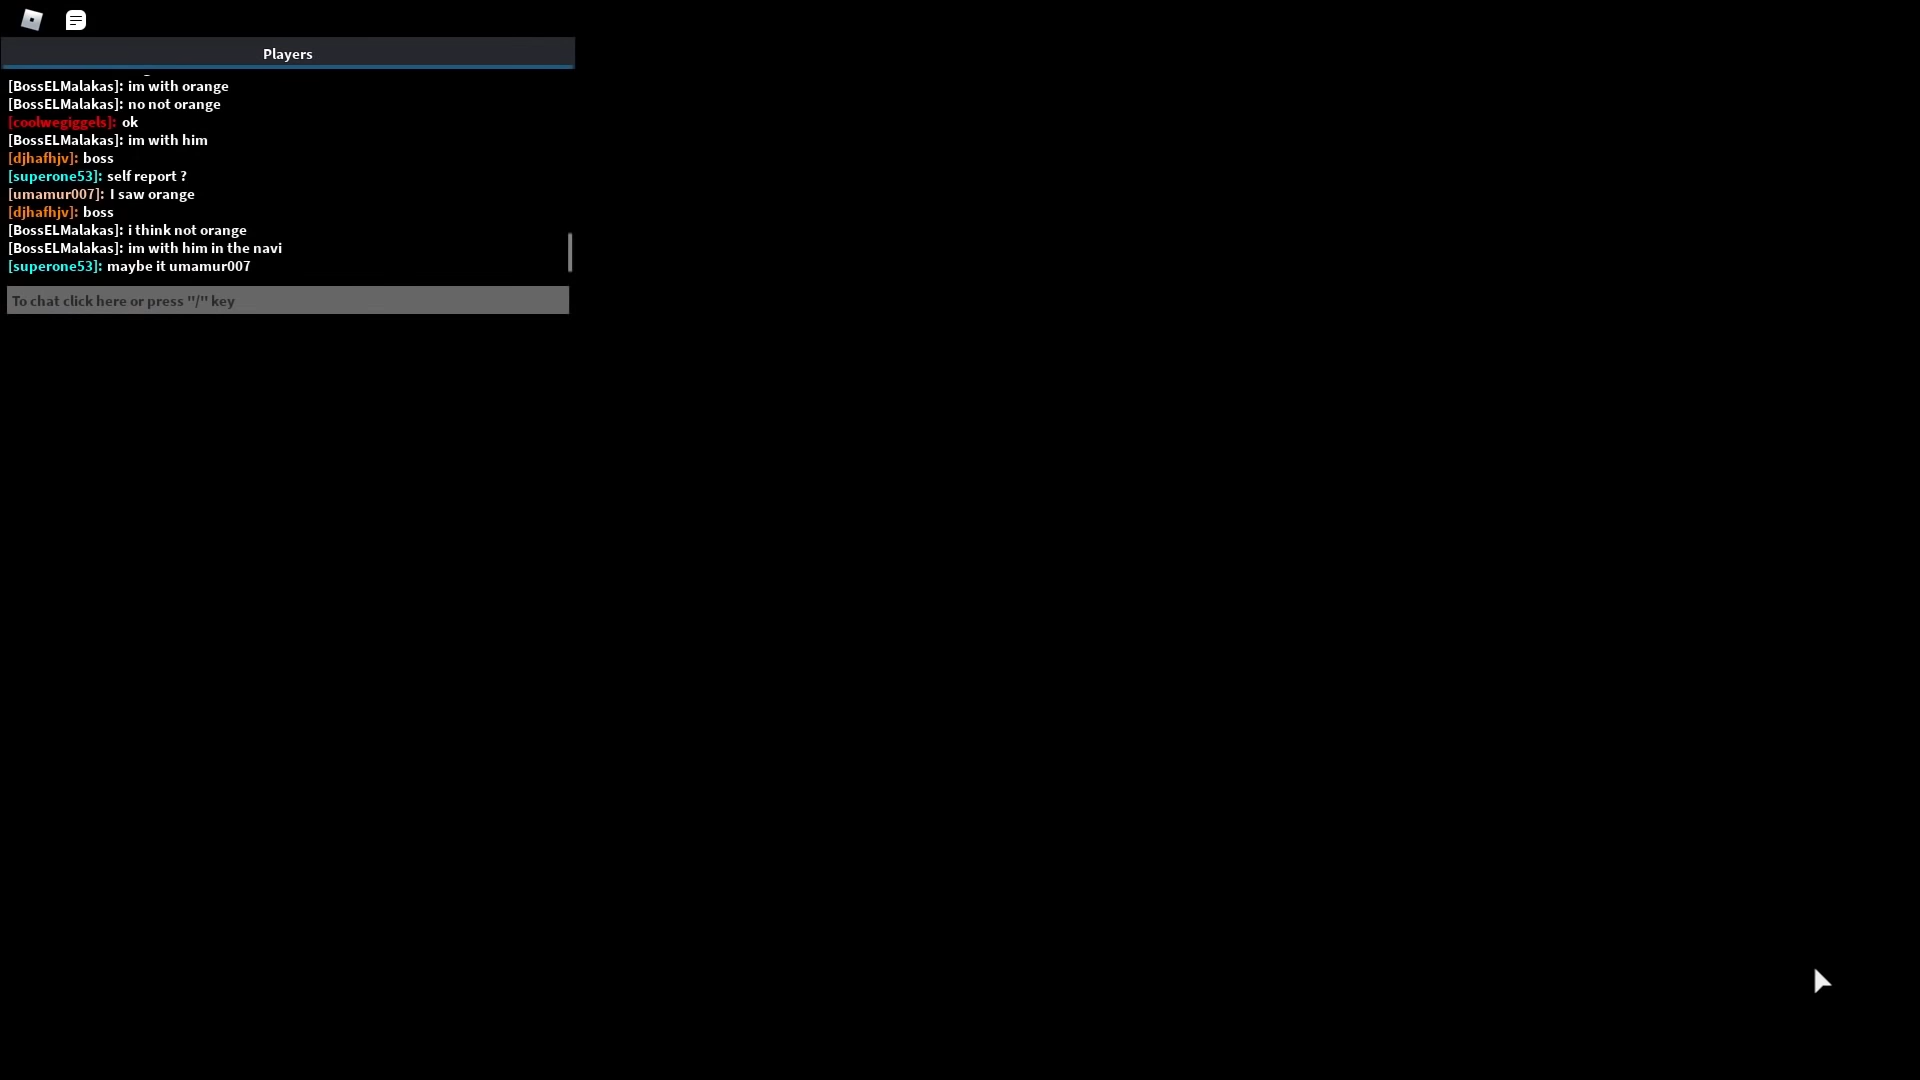 Players
[BossELMalakas]: im with orange
[BossELMalakas]: no not orange
[coolwegiggels]: ok
[BossELMalakas]: im with him
[djhafhjv]: boss
[superone53]: self report ?
[umamur007]: I saw orange
[djhafhjv]: boss
[BossELMalakas]: i think not orange
[BossELMalakas]: im with him in the navi
[superone53]: maybe it umamur007
To chat click here or press "/" key